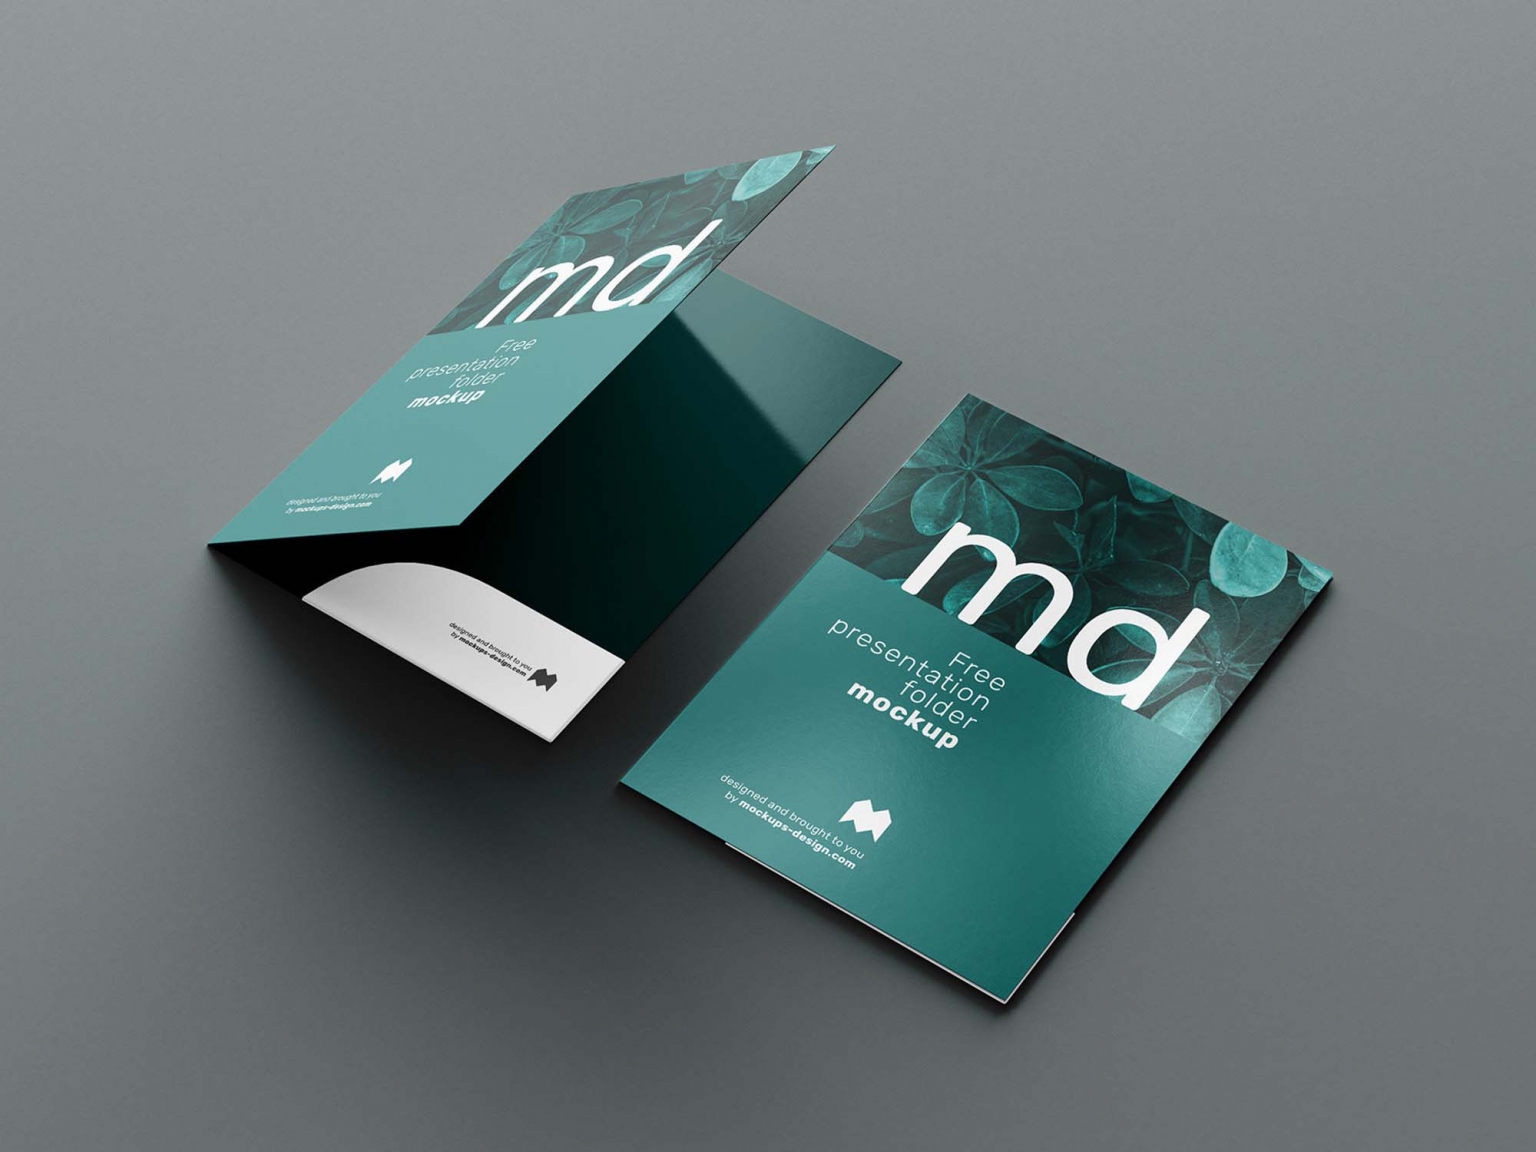 md
Free
presentation
folder
mockup
designed and brought to you
by mockups-design.com
designed and brought to you
by mockups-design.com
md
Free
presentation
folder
mockup
designed and brought to you
by mockups-design.com